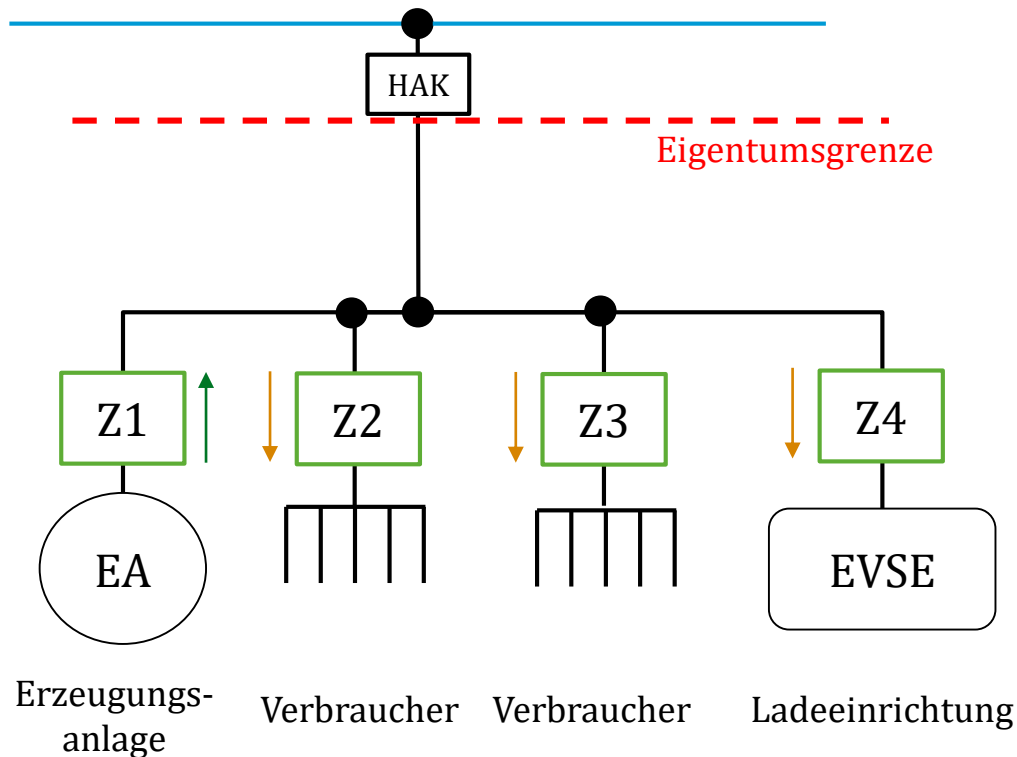 HAK
Eigentumsgrenze
Z1
Z2
Z3
Z4
EA
EVSE
Erzeugungs-
anlage
Verbraucher
Verbraucher
Ladeeinrichtung